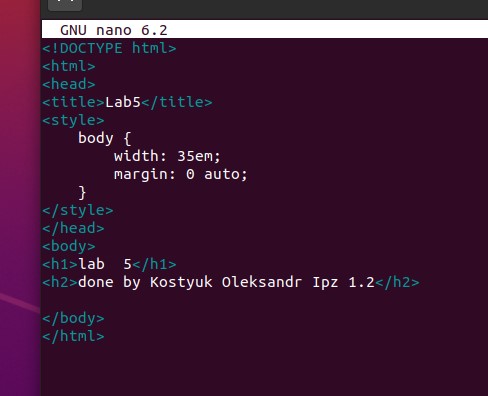 GNU nano 6.2
<!DOCTYPE html>
<html>
<head>
<title>Lab5</title>
<style>
    body {
        width: 35em;
        margin: 0 auto;
    }
</style>
</head>
<body>
<h1>lab  5</h1>
<h2>done by Kostyuk Oleksandr Ipz 1.2</h2>

</body>
</html>